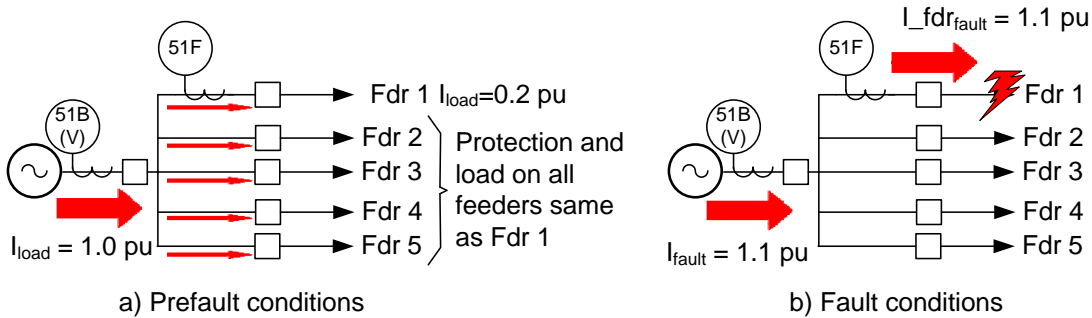 51F
51B
(V)
Fdr 1 I_load=0.2 pu
Fdr 2
Fdr 3
Fdr 4
Fdr 5
Protection and
load on all
feeders same
as Fdr 1
I_load = 1.0 pu
a) Prefault conditions
I_fdr_fault = 1.1 pu
51F
51B
(V)
Fdr 1
Fdr 2
Fdr 3
Fdr 4
Fdr 5
I_fault = 1.1 pu
b) Fault conditions